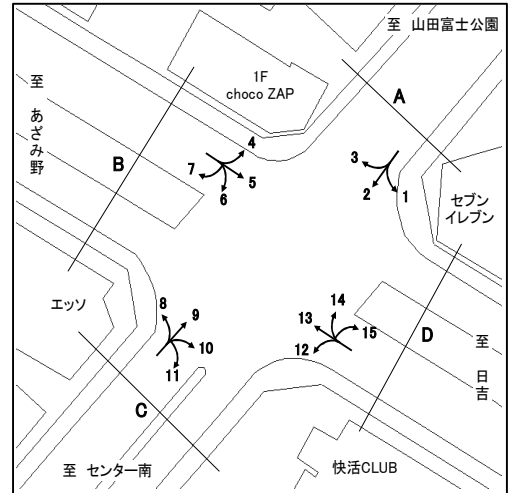 至 山田富士公園
1F
choco ZAP
A
至 あざみ野
B
4
3
7
5
6
2
1
セブン
イレブン
エッソ
8
9
10
11
14
13
15
12
D
至 日吉
C
至 センター南
快活CLUB